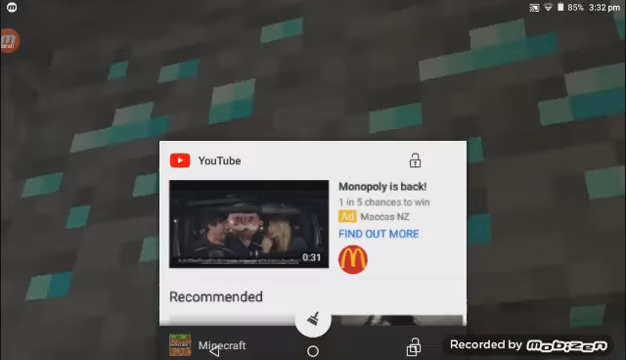 85% 3:32 pm
YouTube
Monopoly is back!
1 in 5 chances to win
Ad Maccas NZ
FIND OUT MORE
0:31
Recommended
Minecraft
Recorded by mobizen